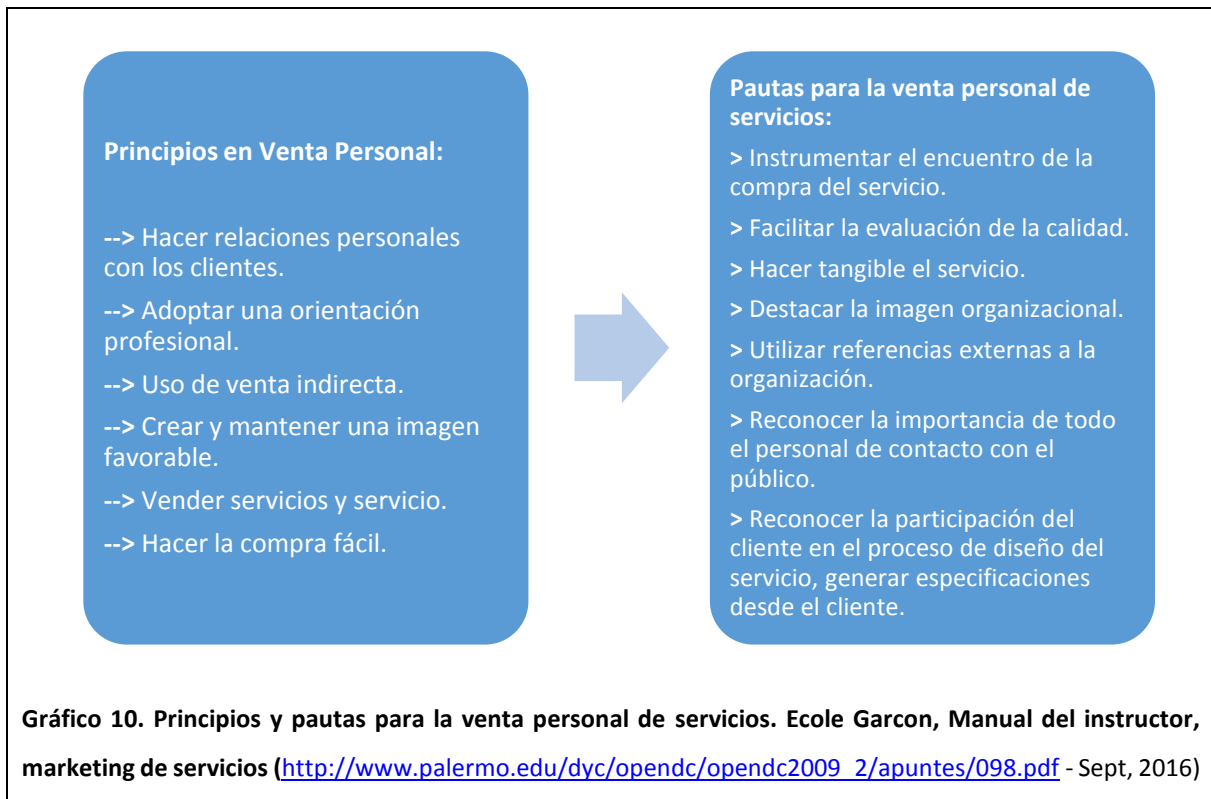 Principios en Venta Personal:
--> Hacer relaciones personales
con los clientes.
--> Adoptar una orientación
profesional.
--> Uso de venta indirecta.
--> Crear y mantener una imagen
favorable.
--> Vender servicios y servicio.
--> Hacer la compra fácil.
Pautas para la venta personal de
servicios:
> Instrumentar el encuentro de la
compra del servicio.
> Facilitar la evaluación de la calidad.
> Hacer tangible el servicio.
> Destacar la imagen organizacional.
> Utilizar referencias externas a la
organización.
> Reconocer la importancia de todo
el personal de contacto con el
público.
> Reconocer la participación del
cliente en el proceso de diseño del
servicio, generar especificaciones
desde el cliente.
Gráfico 10. Principios y pautas para la venta personal de servicios. Ecole Garcon, Manual del instructor,
marketing de servicios (http://www.palermo.edu/dyc/opendc/opendc2009_2/apuntes/098.pdf - Sept, 2016)